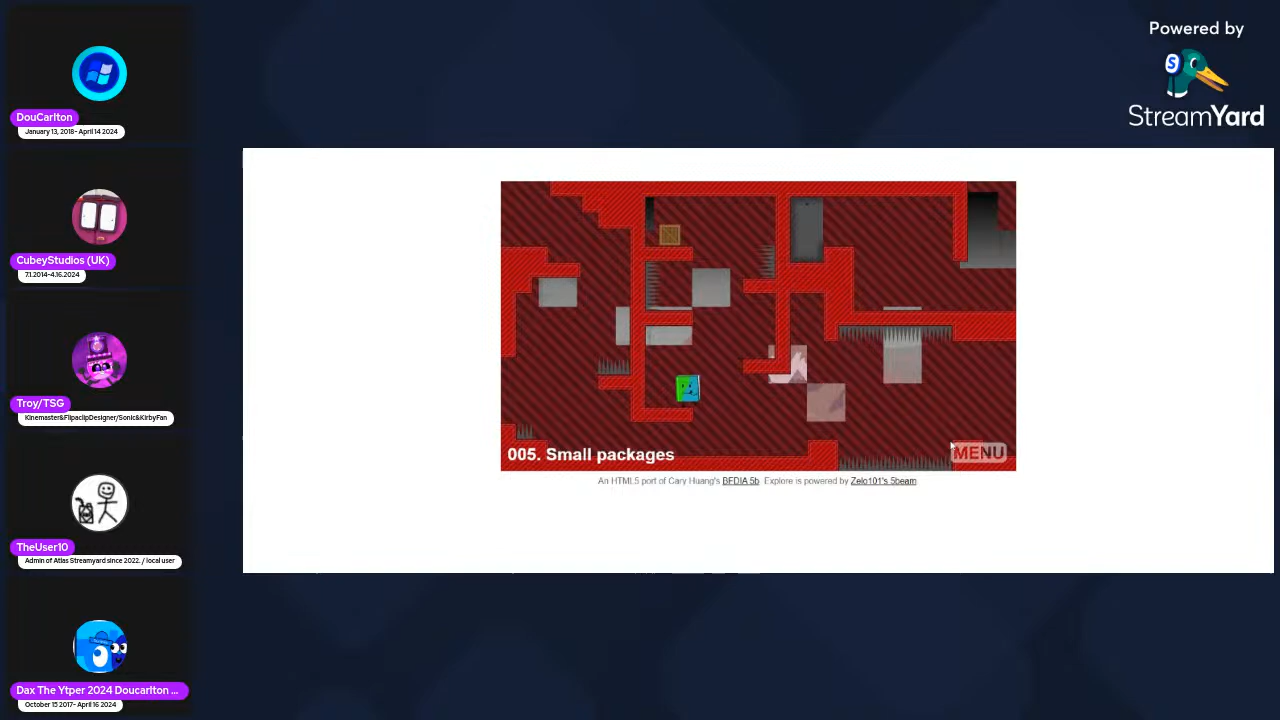 Powered by
S
StreamYard
DouCarlton
January 13, 2018- April 14 2024
CubeyStudios (UK)
7.1.2014-4.16.2024
Troy/TSG
Kinemaster&FlipaclipDesigner/Sonic&KirbyFan
TheUser10
Admin of Atlas Streamyard since 2022. / local user
Dax The Ytper 2024 Doucarlton ...
October 15 2017- April 16 2024
005. Small packages
MENU
An HTML5 port of Cary Huang's BFDIA 5b. Explore is powered by Zelo101's 5beam